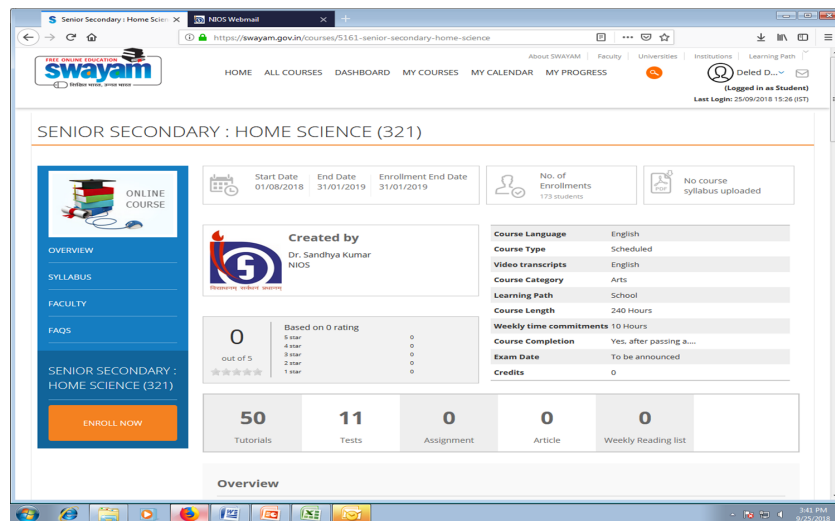 Senior Secondary : Home Scien
NIOS Webmail
https://swayam.gov.in/courses/5161-senior-secondary-home-science
About SWAYAM Faculty Universities Institutions Learning Path
FREE ONLINE EDUCATION
swayam
शिक्षित भारत, उन्नत भारत
HOME ALL COURSES DASHBOARD MY COURSES MY CALENDAR MY PROGRESS
Deled D...
(Logged in as Student)
Last Login: 25/09/2018 15:26 (IST)
SENIOR SECONDARY : HOME SCIENCE (321)
ONLINE
COURSE
OVERVIEW
SYLLABUS
FACULTY
FAQS
SENIOR SECONDARY :
HOME SCIENCE (321)
ENROLL NOW
Start Date End Date Enrollment End Date
01/08/2018 31/01/2019 31/01/2019
No. of
Enrollments
173 students
PDF
No course
syllabus uploaded
Created by
Dr. Sandhya Kumar
NIOS
Course Language English
Course Type Scheduled
Video transcripts English
Course Category Arts
Learning Path School
Course Length 240 Hours
Weekly time commitments 10 Hours
Course Completion Yes, after passing a....
Exam Date To be announced
Credits 0
0
out of 5
Based on 0 rating
5 star 0
4 star 0
3 star 0
2 star 0
1 star 0
50 11 0 0 0
Tutorials Tests Assignment Article Weekly Reading list
Overview
3:41 PM
9/25/2018